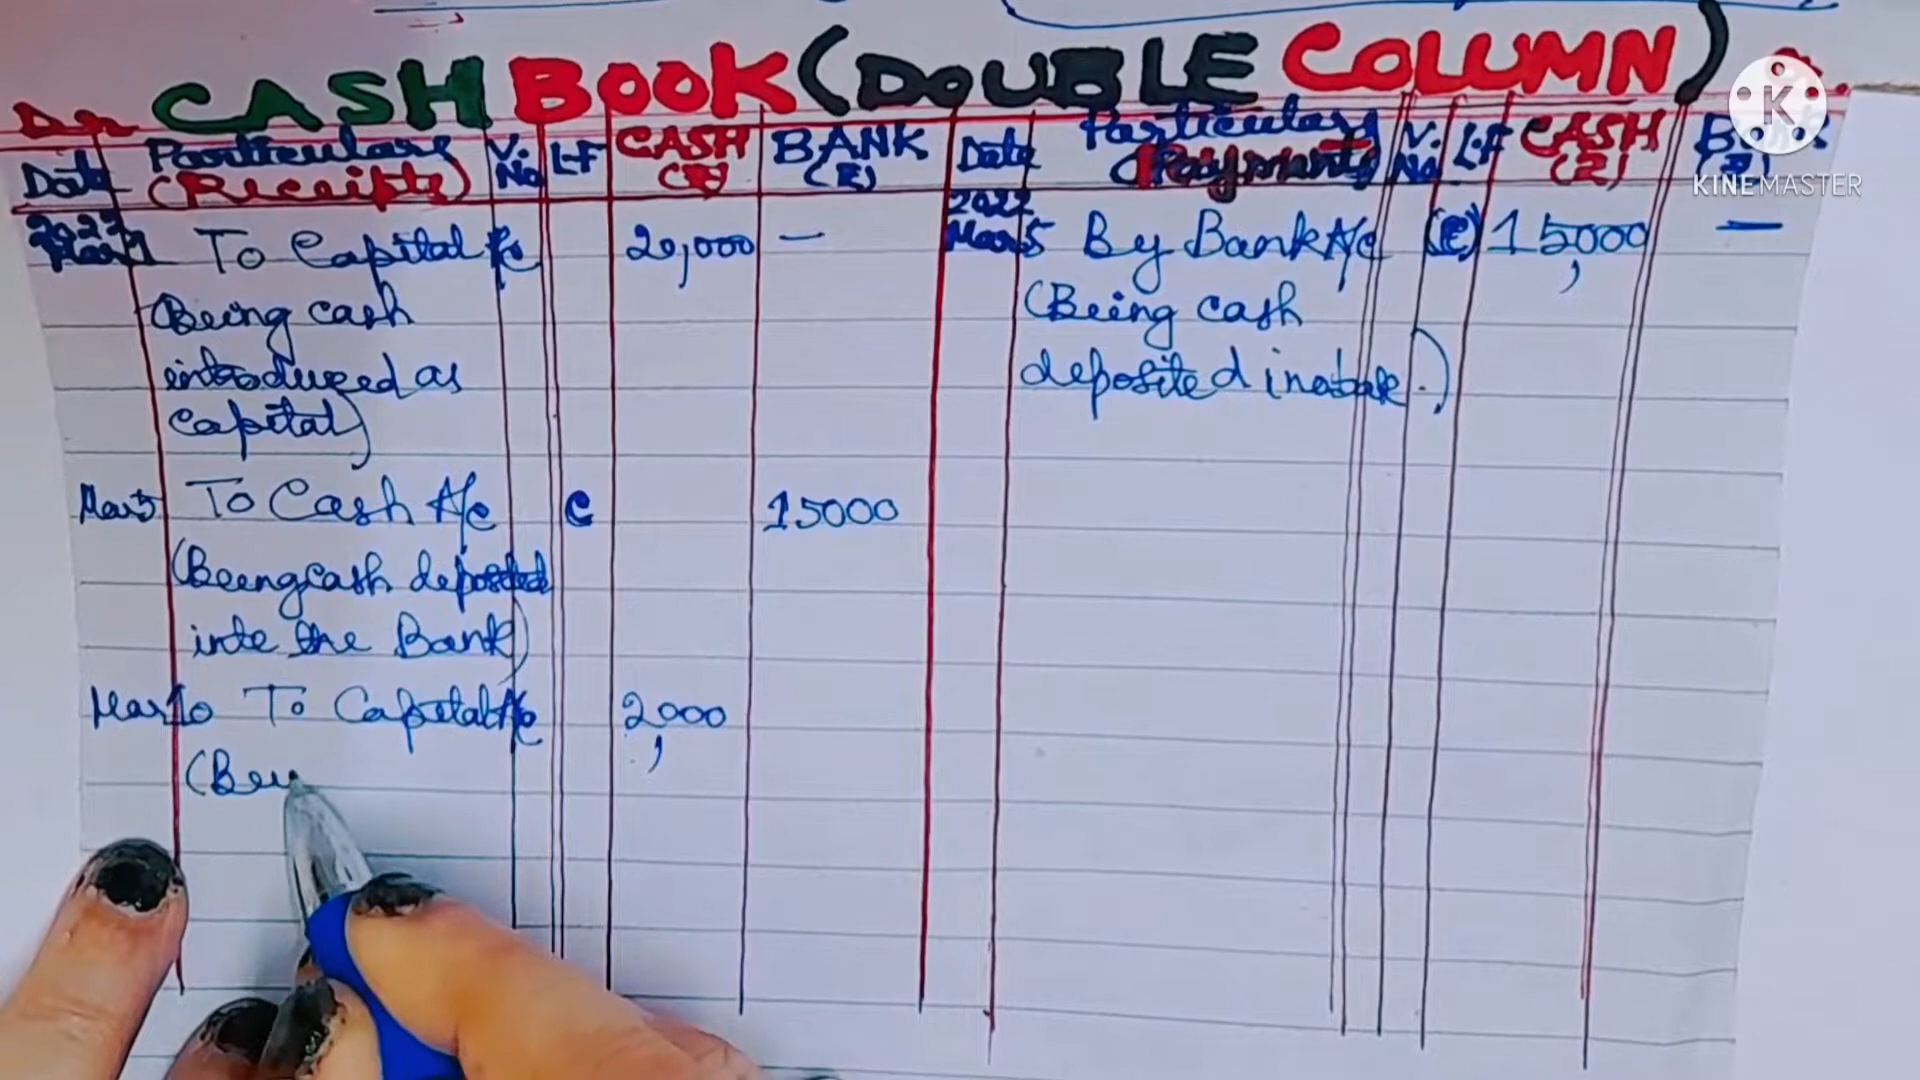 CASH BOOK (DOUBLE COLUMN)
Dr.
Date Particulars (Receipts) V. No L.F CASH (₹) BANK (₹) Date Particulars (Payments) V. No L.F CASH (₹)
KINEMASTER
2022 Mar 1 To Capital A/c 20,000 — 2022 Mar 5 By Bank A/c (C) 15,000 —
(Being cash
introduced as
Capital)
(Being cash
deposited
Mar 5 To Cash A/c C 15000
(Being cash deposited
into the Bank)
Mar 10 To Capital A/c 2,000
(Bei